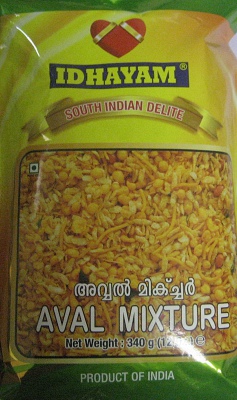 IDHAYAM®
SOUTH INDIAN DELITE
അവൽ മിക്ച്ചർ
AVAL MIXTURE
Net Weight : 340 g
PRODUCT OF INDIA